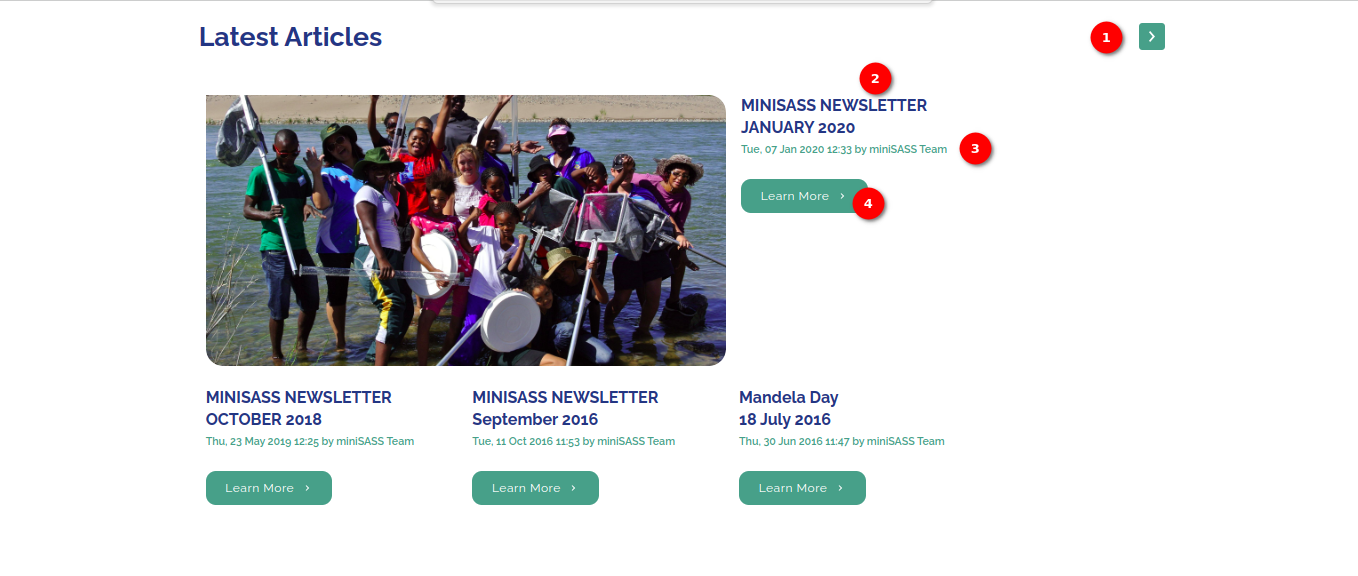 Latest Articles
1
2
MINISASS NEWSLETTER
JANUARY 2020
Tue, 07 Jan 2020 12:33 by miniSASS Team
3
Learn More
4
MINISASS NEWSLETTER
OCTOBER 2018
Thu, 23 May 2019 12:25 by miniSASS Team
Learn More
MINISASS NEWSLETTER
September 2016
Tue, 11 Oct 2016 11:53 by miniSASS Team
Learn More
Mandela Day
18 July 2016
Thu, 30 Jun 2016 11:47 by miniSASS Team
Learn More